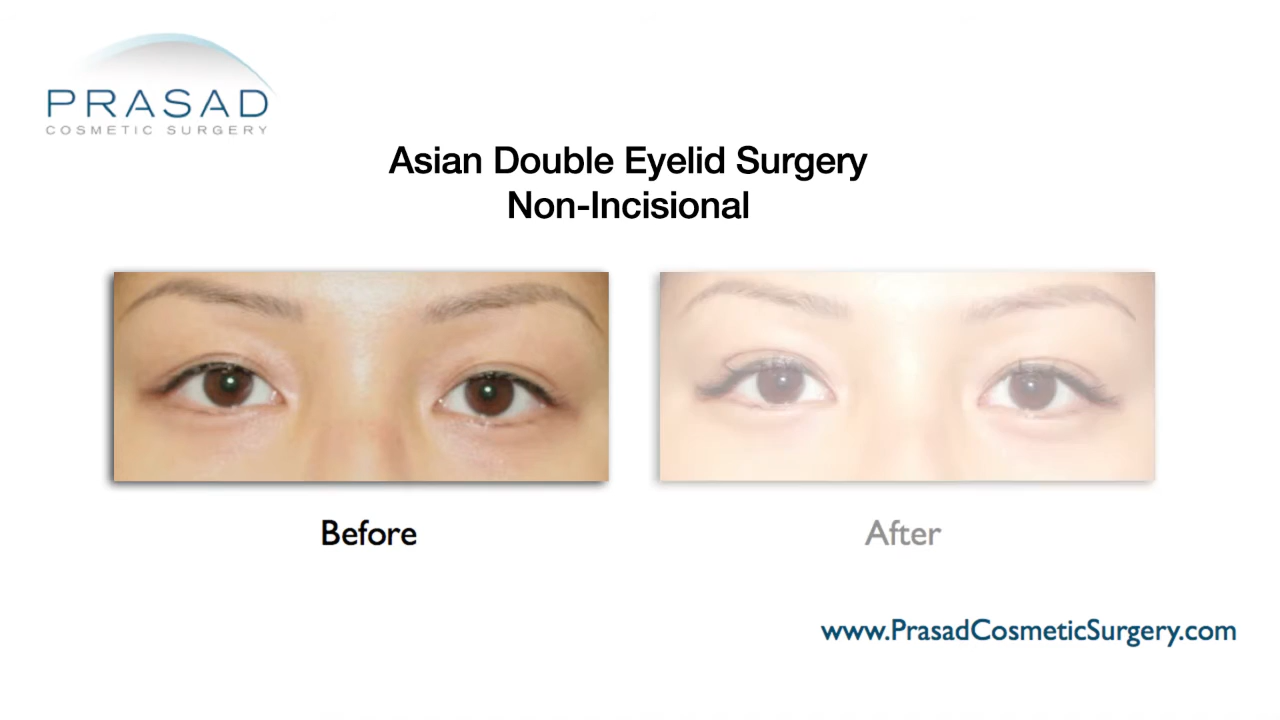 PRASAD
COSMETIC SURGERY
Asian Double Eyelid Surgery
Non-Incisional
Before
After
www.PrasadCosmeticSurgery.com